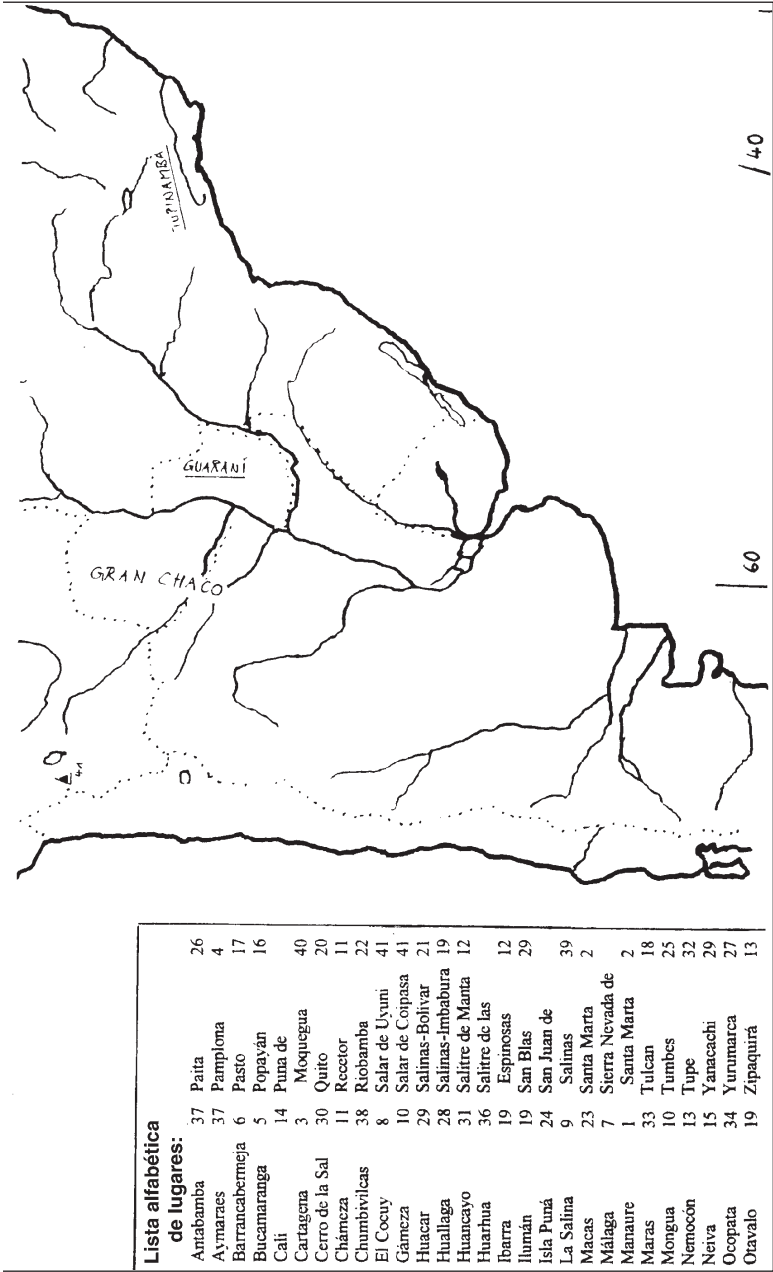 Lista alfabética
de lugares:
Antabamba 37
Aymaraes 37
Barrancabermeja 6
Bucamaranga 5
Cali 14
Cartagena 3
Cerro de la Sal 30
Chámeza 11
Chumbivilcas 38
El Cocuy 8
Gámeza 10
Huacar 29
Huallaga 28
Huancayo 31
Huarhua 36
Ibarra 19
Ilumán 19
Isla Puná 24
La Salina 9
Macas 23
Málaga 7
Manaure 1
Maras 33
Mongua 10
Nemocón 13
Neiva 15
Ocopata 34
Otavalo 19
Paita 26
Pamplona 4
Pasto 17
Popayán 16
Puna de
Moquegua 40
Quito 20
Recetor 11
Riobamba 22
Salar de Uyuni 41
Salar de Coipasa 41
Salinas-Bolívar 21
Salinas-Imbabura 19
Salitre de Manta 12
Salitre de las
Espinosas 12
San Blas 29
San Juan de
Salinas 39
Santa Marta 2
Sierra Nevada de
Santa Marta 2
Tulcan 18
Tumbes 25
Tupe 32
Yanacachi 29
Yurumarca 27
Zipaquirá 13
41
GRAN CHACO
GUARANÍ
TUPINAMBA
60
40